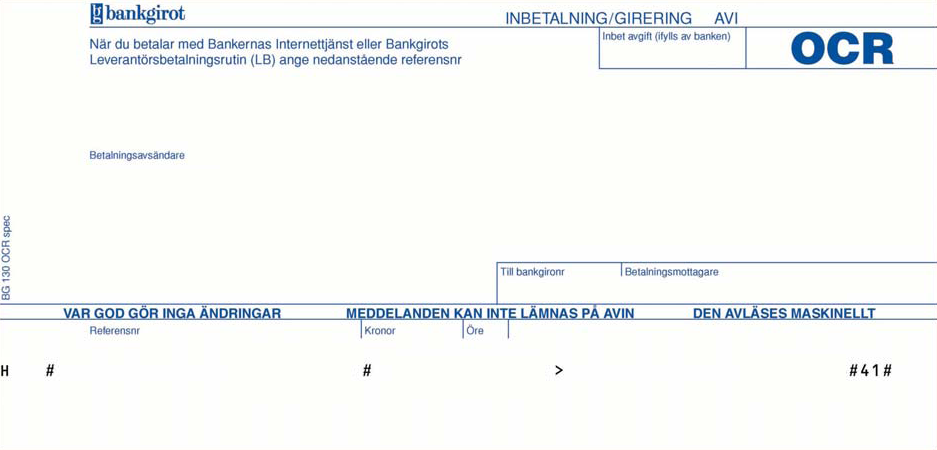 bankgirot
INBETALNING/GIRERING AVI
När du betalar med Bankernas Internettjänst eller Bankgirots
Leverantörsbetalningsrutin (LB) ange nedanstående referensnr
Inbet avgift (ifylls av banken)
OCR
Betalningsavsändare
BG 130 OCR spec
Till bankgironr
Betalningsmottagare
VAR GOD GÖR INGA ÄNDRINGAR MEDDELANDEN KAN INTE LÄMNAS PÅ AVIN DEN AVLÄSES MASKINELLT
Referensnr Kronor Öre
H # # > #41#